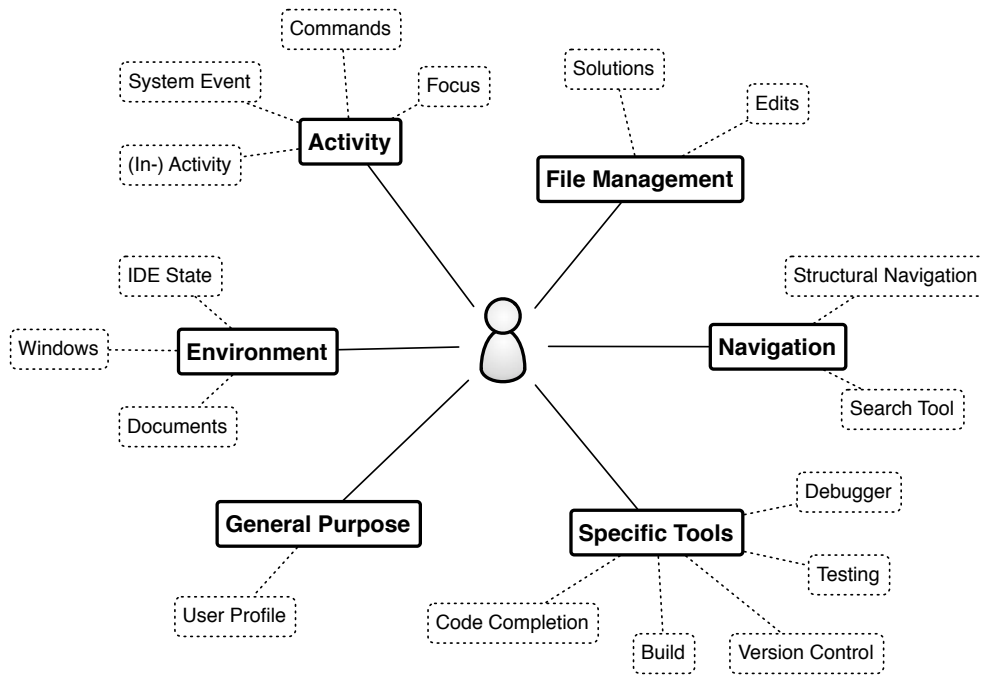 Commands
Solutions
System Event
Focus
Edits
Activity
(In-) Activity
File Management
IDE State
Structural Navigation
Windows
Environment
Navigation
Documents
Search Tool
Debugger
General Purpose
Specific Tools
Testing
User Profile
Code Completion
Build
Version Control